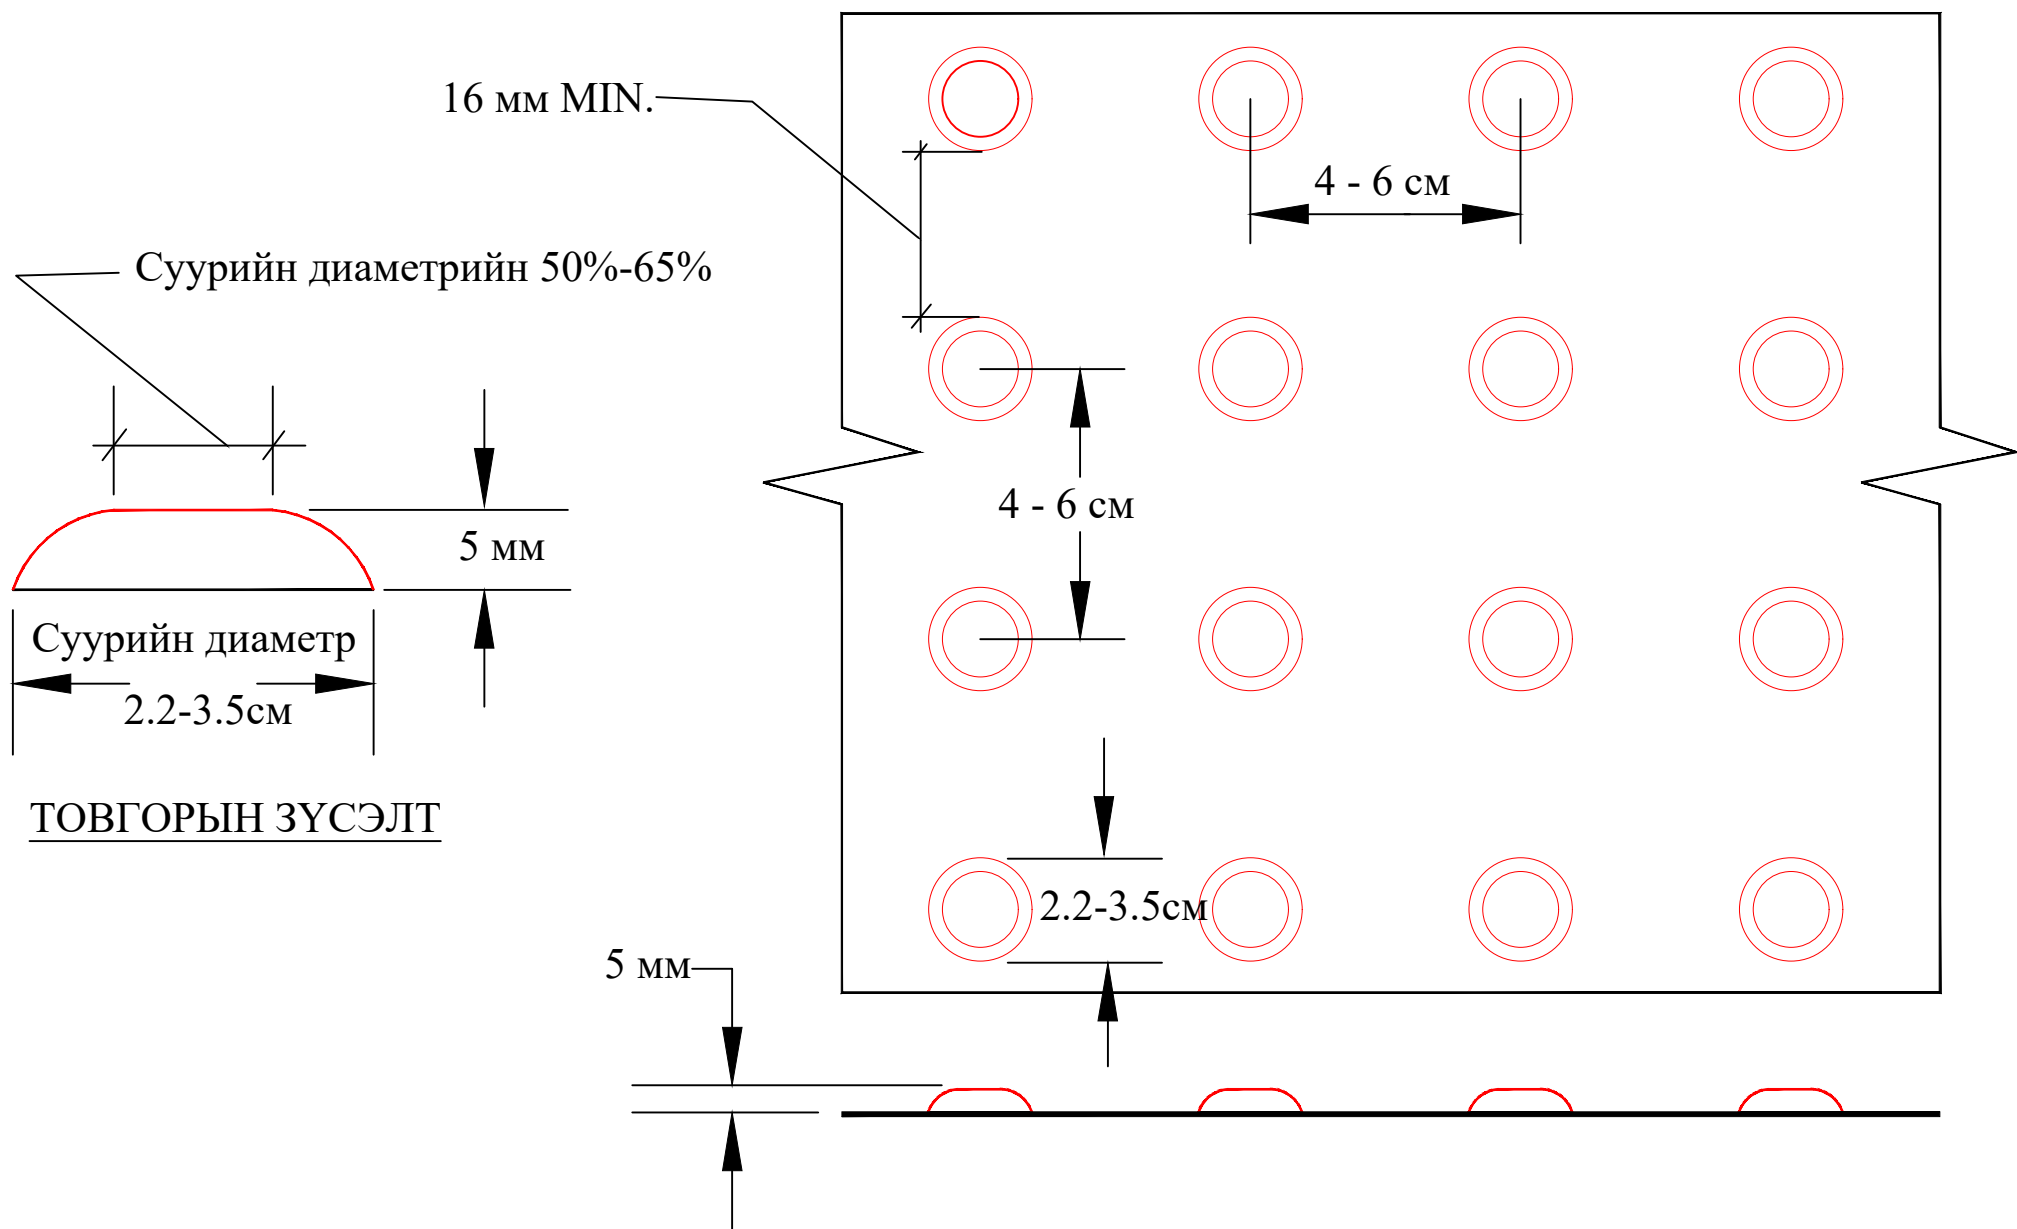 16 мм MIN.
4 - 6 см
Суурийн диаметрийн 50%-65%
4 - 6 см
5 мм
Суурийн диаметр
2.2-3.5см
ТОВГОРЫН ЗҮСЭЛТ
2.2-3.5см
5 мм